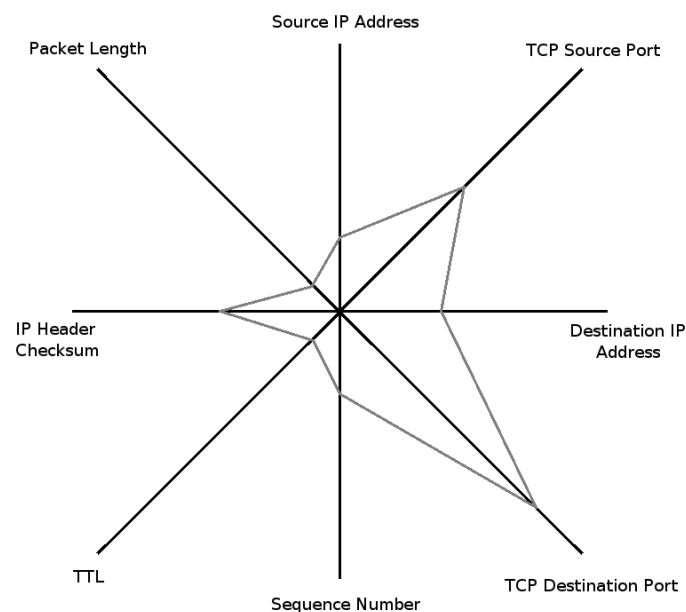 Source IP Address
Packet Length
TCP Source Port
IP Header
Checksum
Destination IP
Address
TTL
TCP Destination Port
Sequence Number